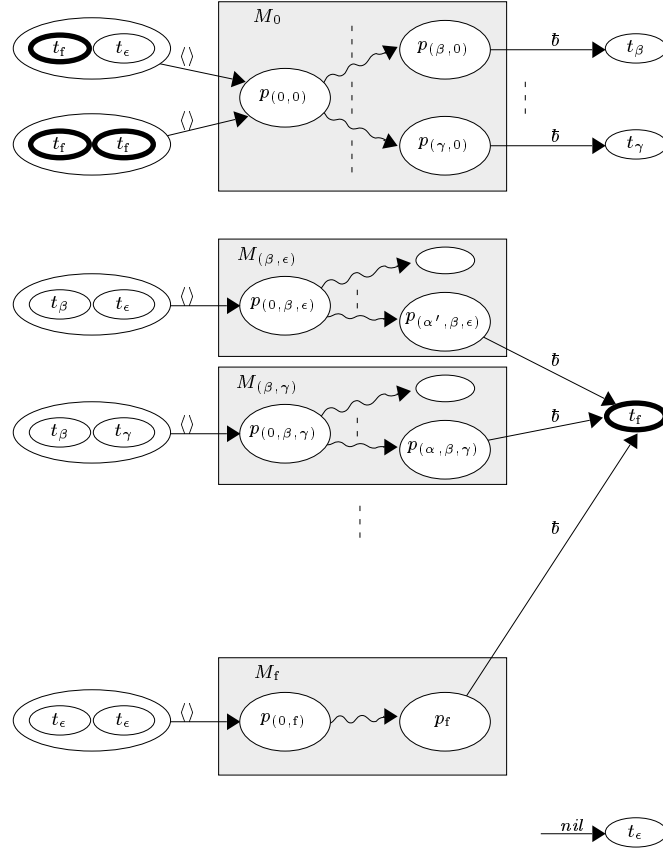 M_0
t_f t_ϵ ⟨⟩ p_(0,0) p_(β,0) ƀ t_β
t_f t_f ⟨⟩ p_(γ,0) ƀ t_γ
M_(β,ϵ)
t_β t_ϵ ⟨⟩ p_(0,β,ϵ) p_(α′,β,ϵ) ƀ
M_(β,γ)
t_β t_γ ⟨⟩ p_(0,β,γ) p_(α,β,γ) ƀ t_f
ƀ
M_f
t_ϵ t_ϵ ⟨⟩ p_(0,f) p_f
nil t_ϵ